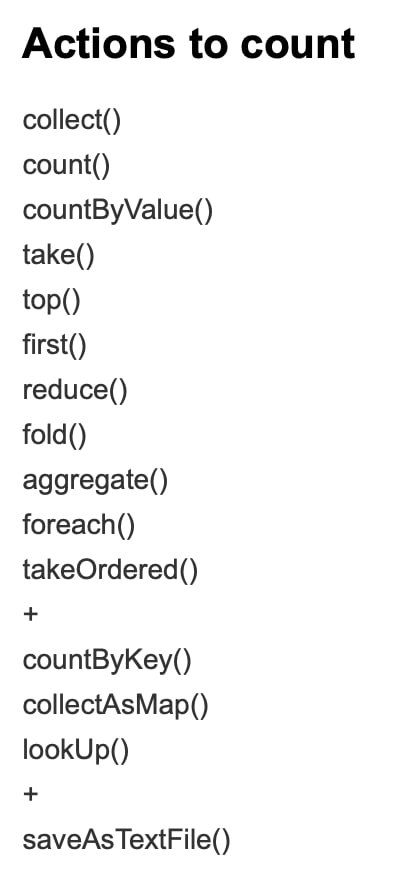 Actions to count
collect()
count()
countByValue()
take()
top()
first()
reduce()
fold()
aggregate()
foreach()
takeOrdered()
+
countByKey()
collectAsMap()
lookUp()
+
saveAsTextFile()